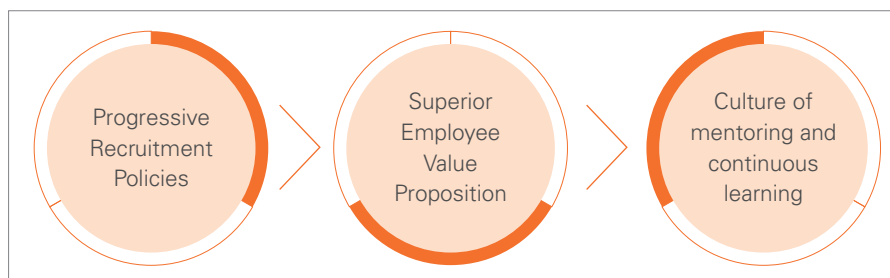 Progressive
Recruitment
Policies
Superior
Employee
Value
Proposition
Culture of
mentoring and
continuous
learning